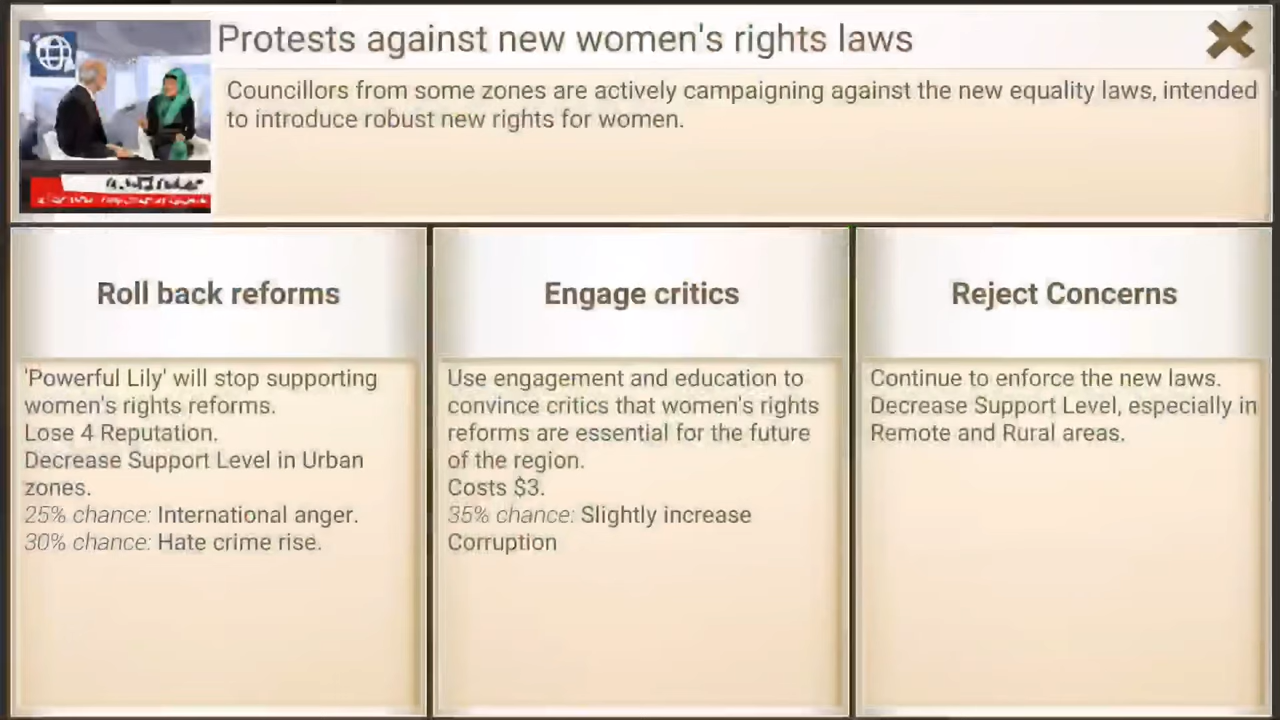 Protests against new women's rights laws
Councillors from some zones are actively campaigning against the new equality laws, intended
to introduce robust new rights for women.
Roll back reforms
'Powerful Lily' will stop supporting
women's rights reforms.
Lose 4 Reputation.
Decrease Support Level in Urban
zones.
25% chance: International anger.
30% chance: Hate crime rise.
Engage critics
Use engagement and education to
convince critics that women's rights
reforms are essential for the future
of the region.
Costs $3.
35% chance: Slightly increase
Corruption
Reject Concerns
Continue to enforce the new laws.
Decrease Support Level, especially in
Remote and Rural areas.